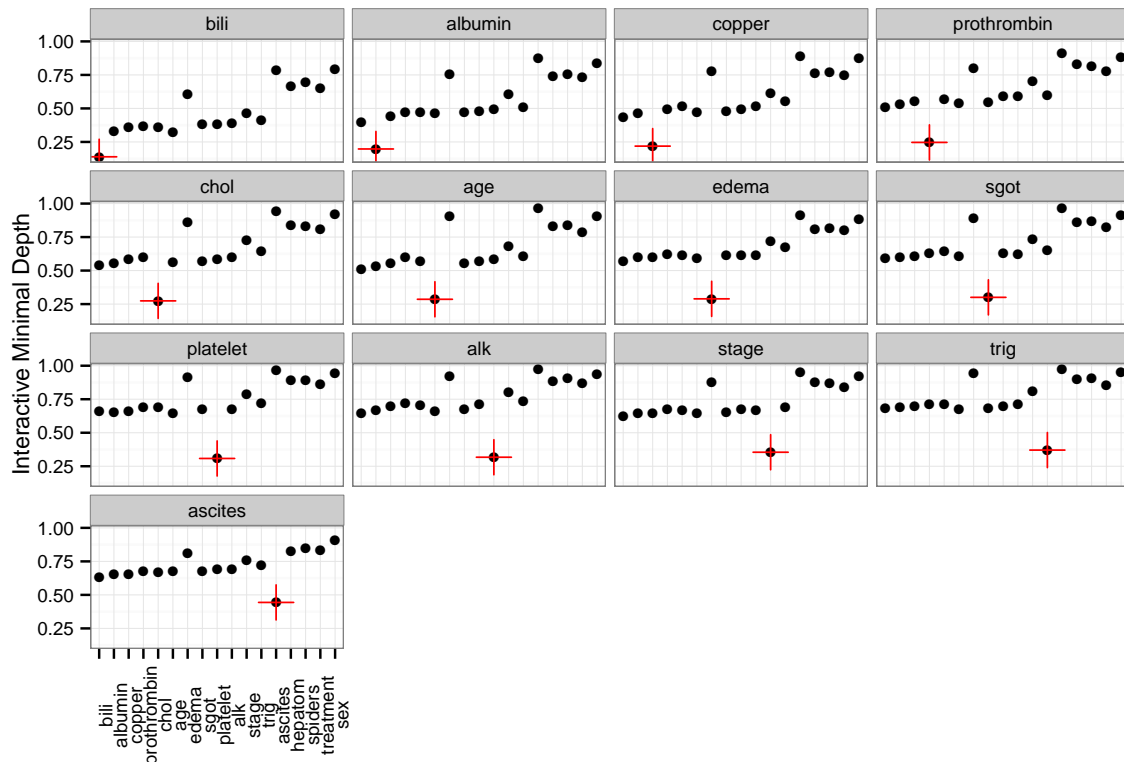 bili albumin copper prothrombin
1.00
0.75
0.50
0.25
chol age edema sgot
1.00
0.75
0.50
0.25
platelet alk stage trig
1.00
0.75
0.50
0.25
ascites
1.00
0.75
0.50
0.25
Interactive Minimal Depth
bili
albumin
copper
prothrombin
chol
age
edema
sgot
platelet
alk
stage
trig
ascites
hepatom
spiders
treatment
sex